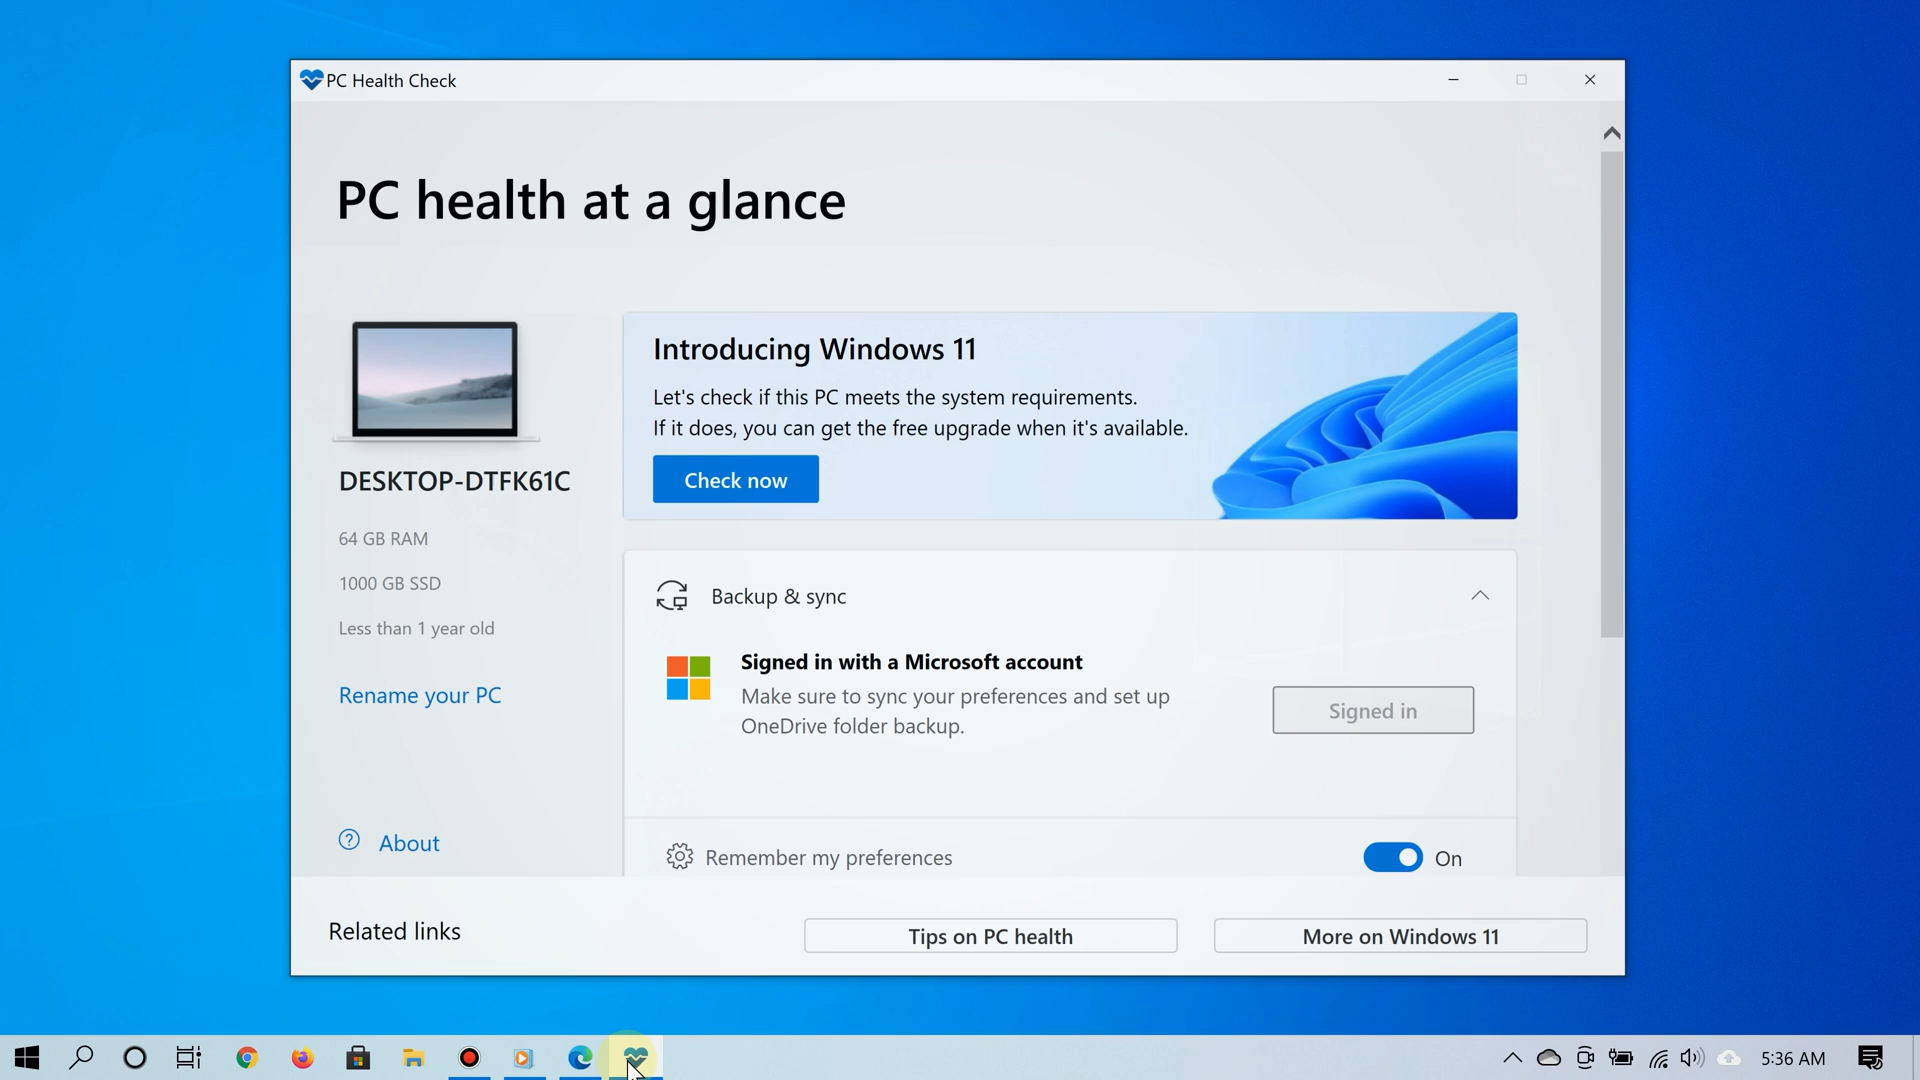 PC Health Check
PC health at a glance
DESKTOP-DTFK61C
64 GB RAM
1000 GB SSD
Less than 1 year old
Rename your PC
About
Introducing Windows 11
Let's check if this PC meets the system requirements.
If it does, you can get the free upgrade when it's available.
Check now
Backup & sync
Signed in with a Microsoft account
Make sure to sync your preferences and set up
OneDrive folder backup.
Signed in
Remember my preferences
On
Related links
Tips on PC health
More on Windows 11
5:36 AM